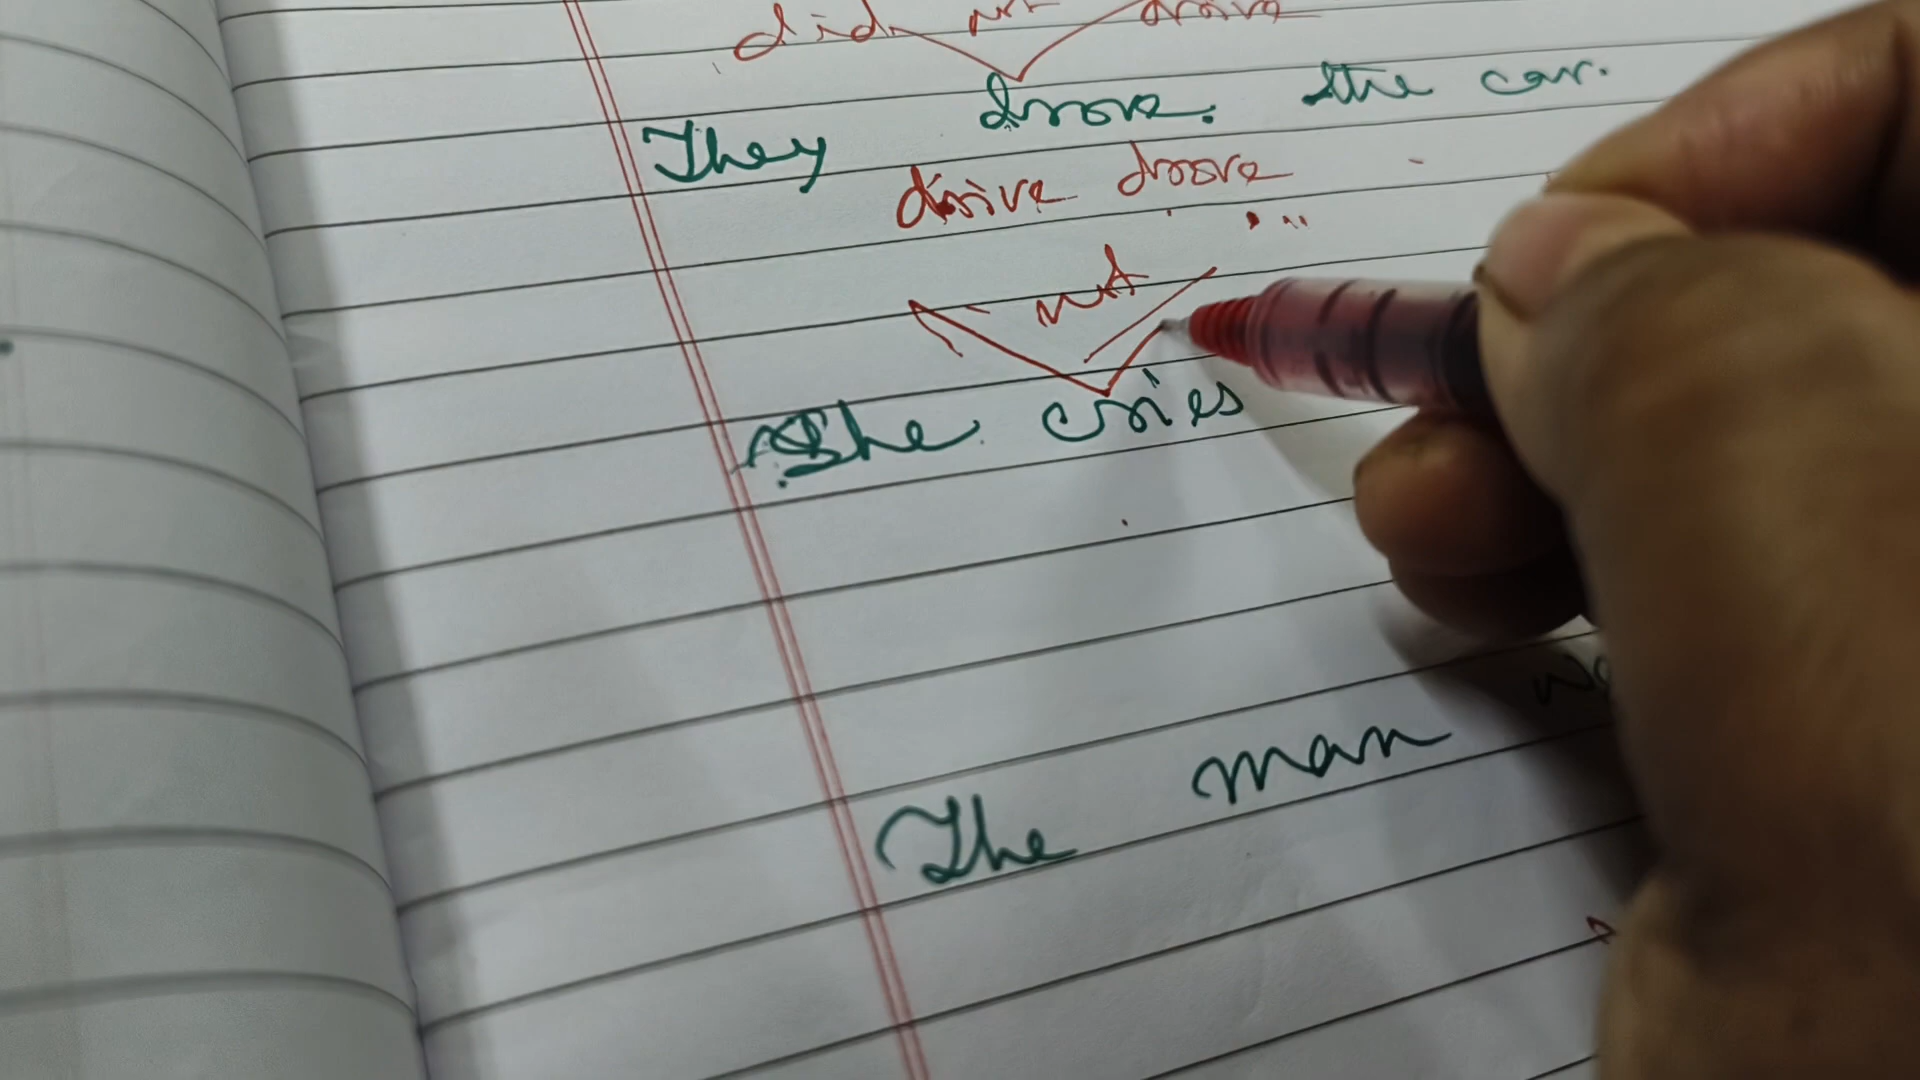 did not drive
They drove. the car.
drive drove
not
She cries
The man